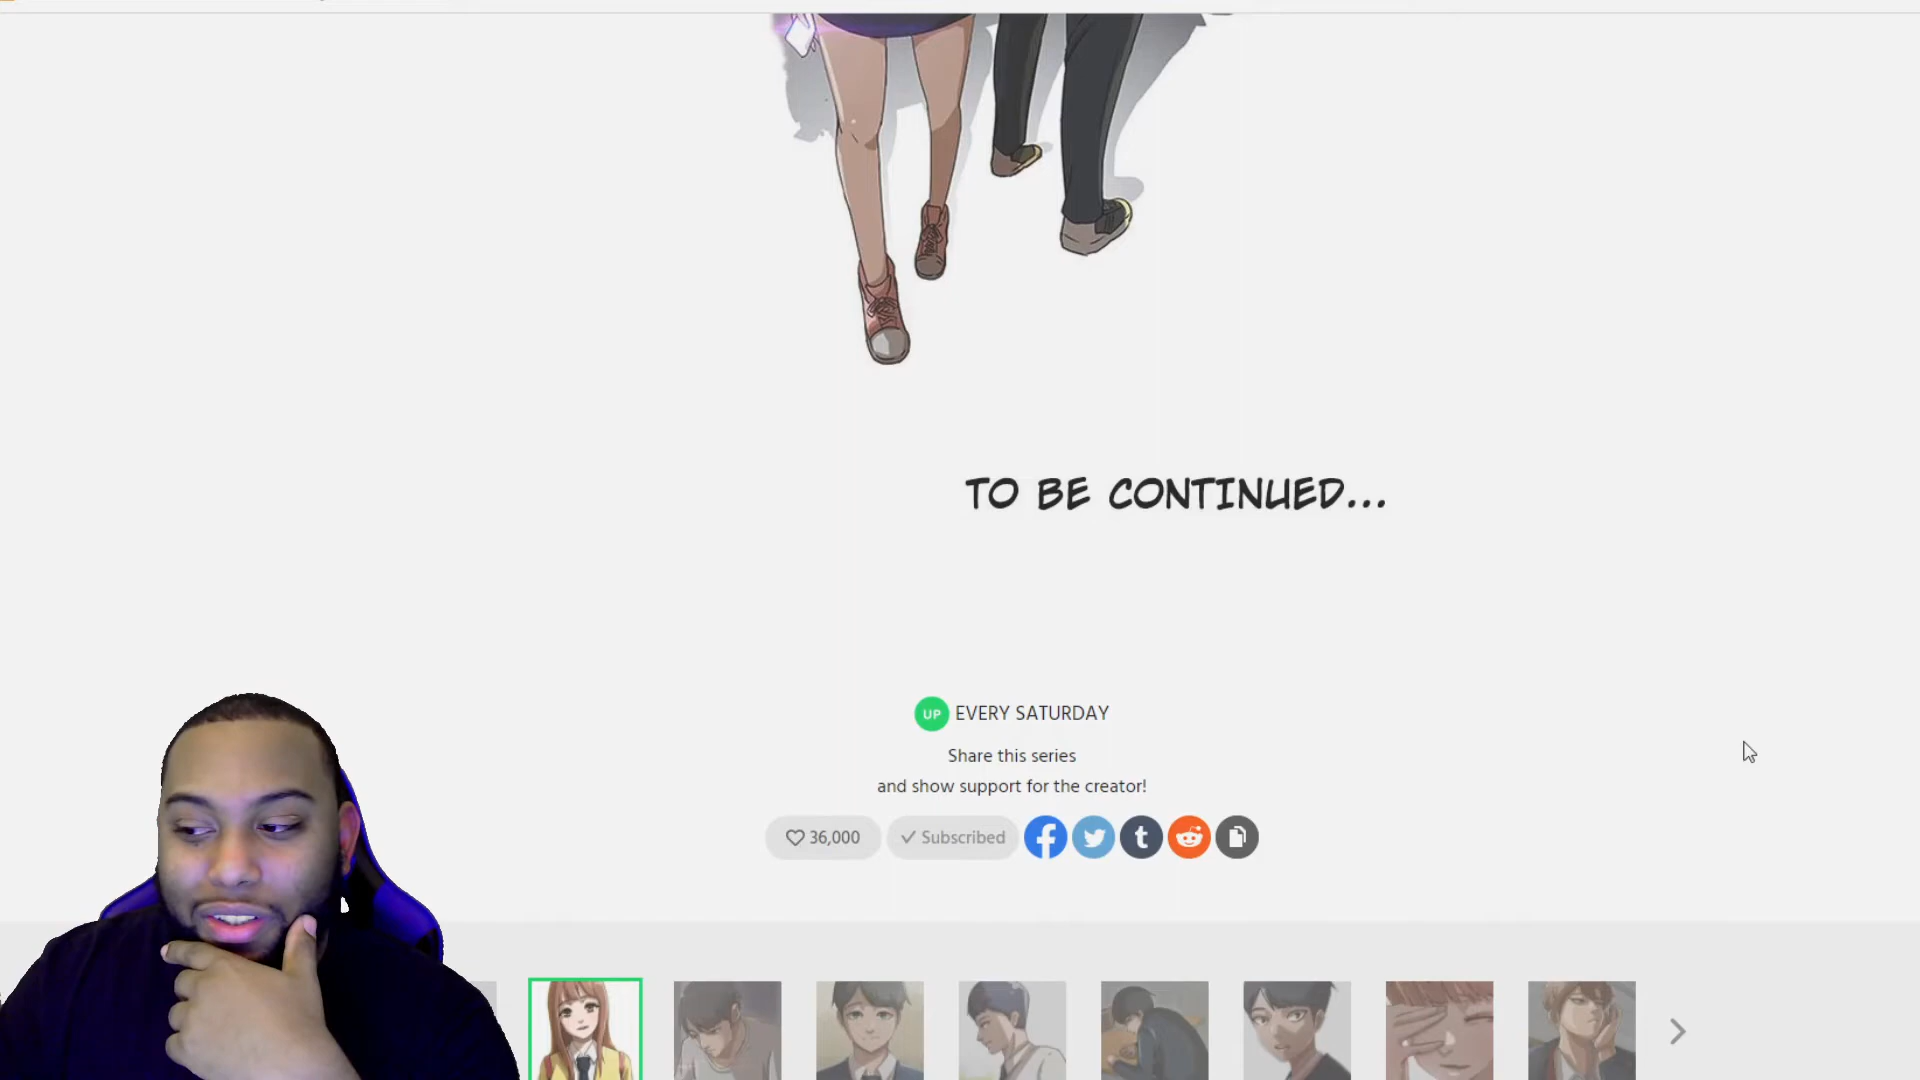 TO BE CONTINUED...
UP EVERY SATURDAY
Share this series
and show support for the creator!
36,000 Subscribed